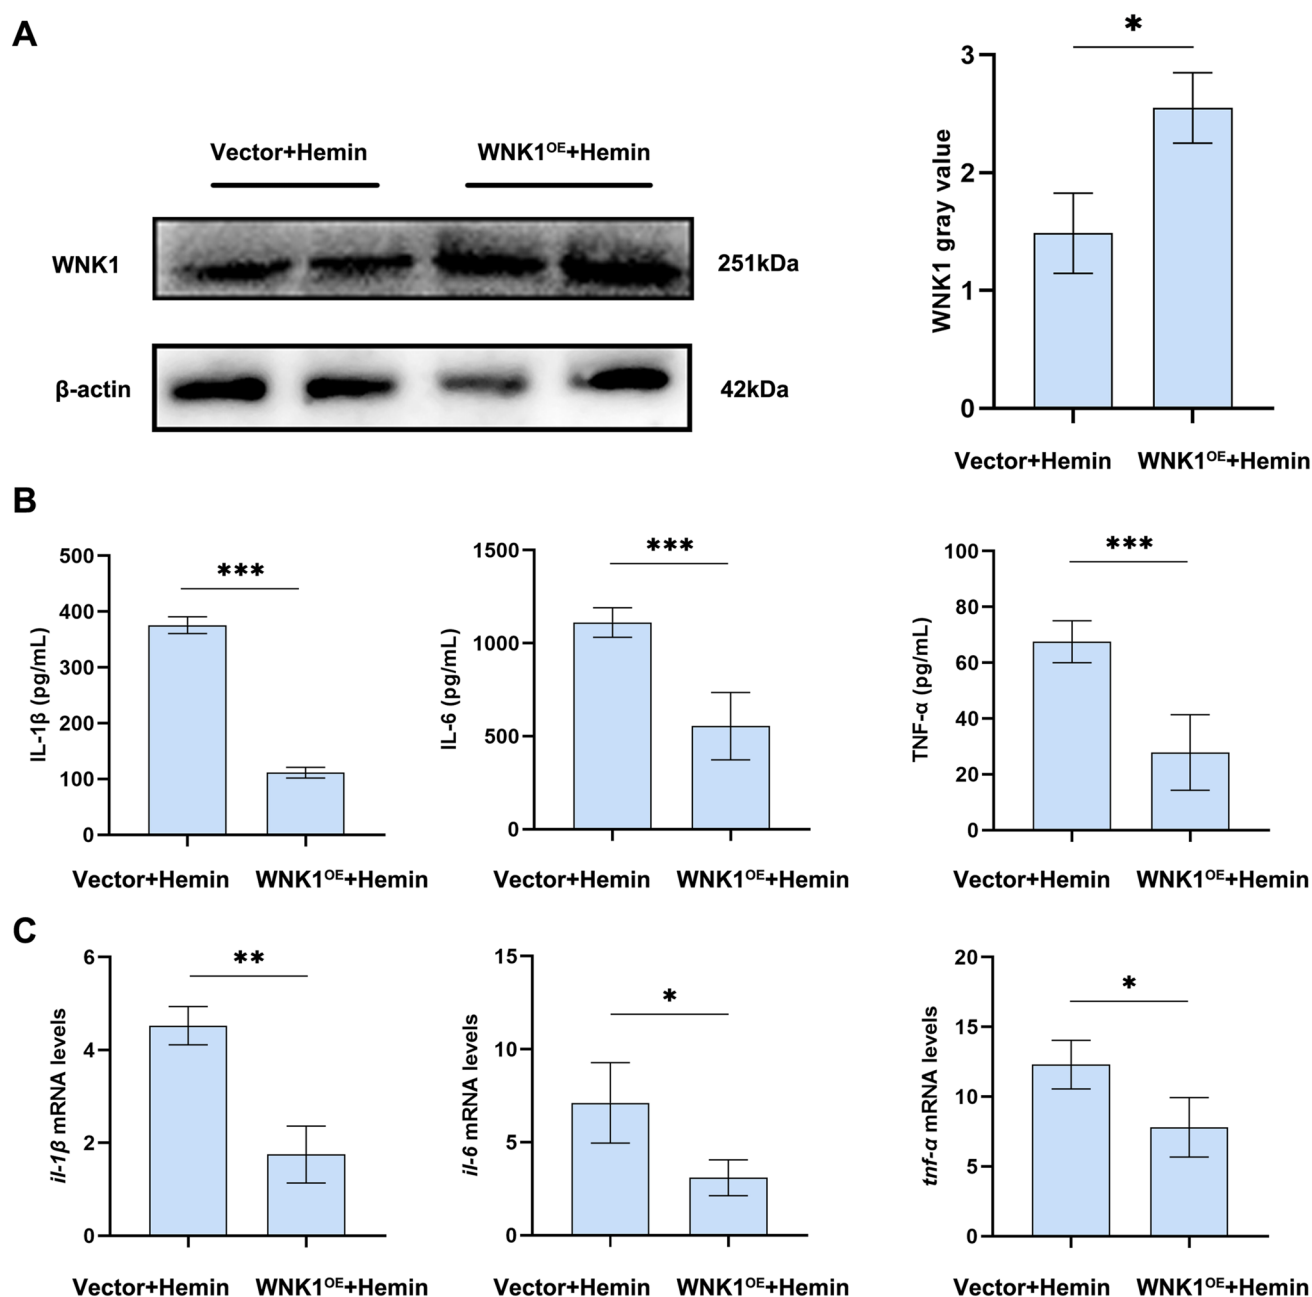 A
Vector+Hemin
WNK1OE+Hemin
WNK1
251kDa
β-actin
42kDa
*
WNK1 gray value
3
2
1
0
Vector+Hemin
WNK1OE+Hemin
B
***
IL-1β (pg/mL)
500
400
300
200
100
0
Vector+Hemin
WNK1OE+Hemin
***
IL-6 (pg/mL)
1500
1000
500
0
Vector+Hemin
WNK1OE+Hemin
***
TNF-α (pg/mL)
100
80
60
40
20
0
Vector+Hemin
WNK1OE+Hemin
C
**
il-1β mRNA levels
6
4
2
0
Vector+Hemin
WNK1OE+Hemin
*
il-6 mRNA levels
15
10
5
0
Vector+Hemin
WNK1OE+Hemin
*
tnf-α mRNA levels
20
15
10
5
0
Vector+Hemin
WNK1OE+Hemin